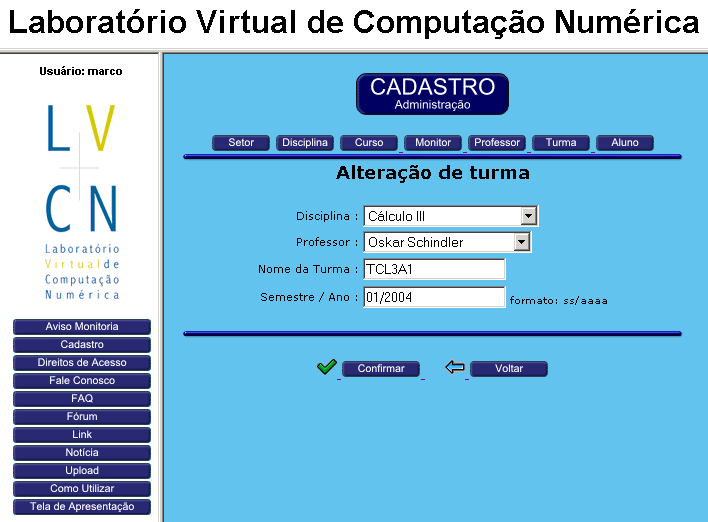 Laboratório Virtual de Computação Numérica
Usuário: marco
LV
CN
Laboratório
Virtual de
Computação
Numérica
Aviso Monitoria
Cadastro
Direitos de Acesso
Fale Conosco
FAQ
Fórum
Link
Notícia
Upload
Como Utilizar
Tela de Apresentação
CADASTRO
Administração
Setor Disciplina Curso Monitor Professor Turma Aluno
Alteração de turma
Disciplina : Cálculo III
Professor : Oskar Schindler
Nome da Turma : TCL3A1
Semestre / Ano : 01/2004 formato: ss/aaaa
Confirmar Voltar